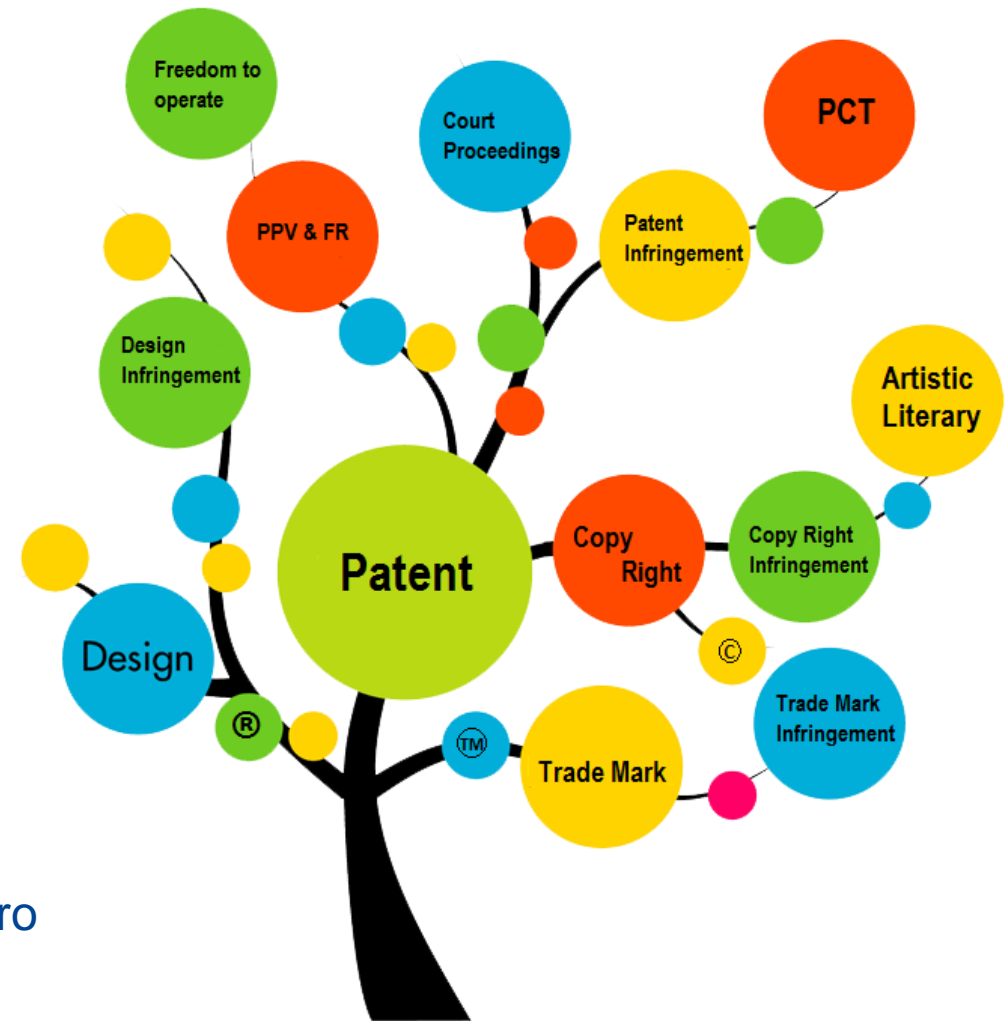 Freedom to
operate
PCT
Court
Proceedings
PPV & FR
Patent
Infringement
Design
Infringement
Artistic
Literary
Patent
Copy
Right
Copy Right
Infringement
Design
©
®
TM
Trade Mark
Trade Mark
Infringement
ro